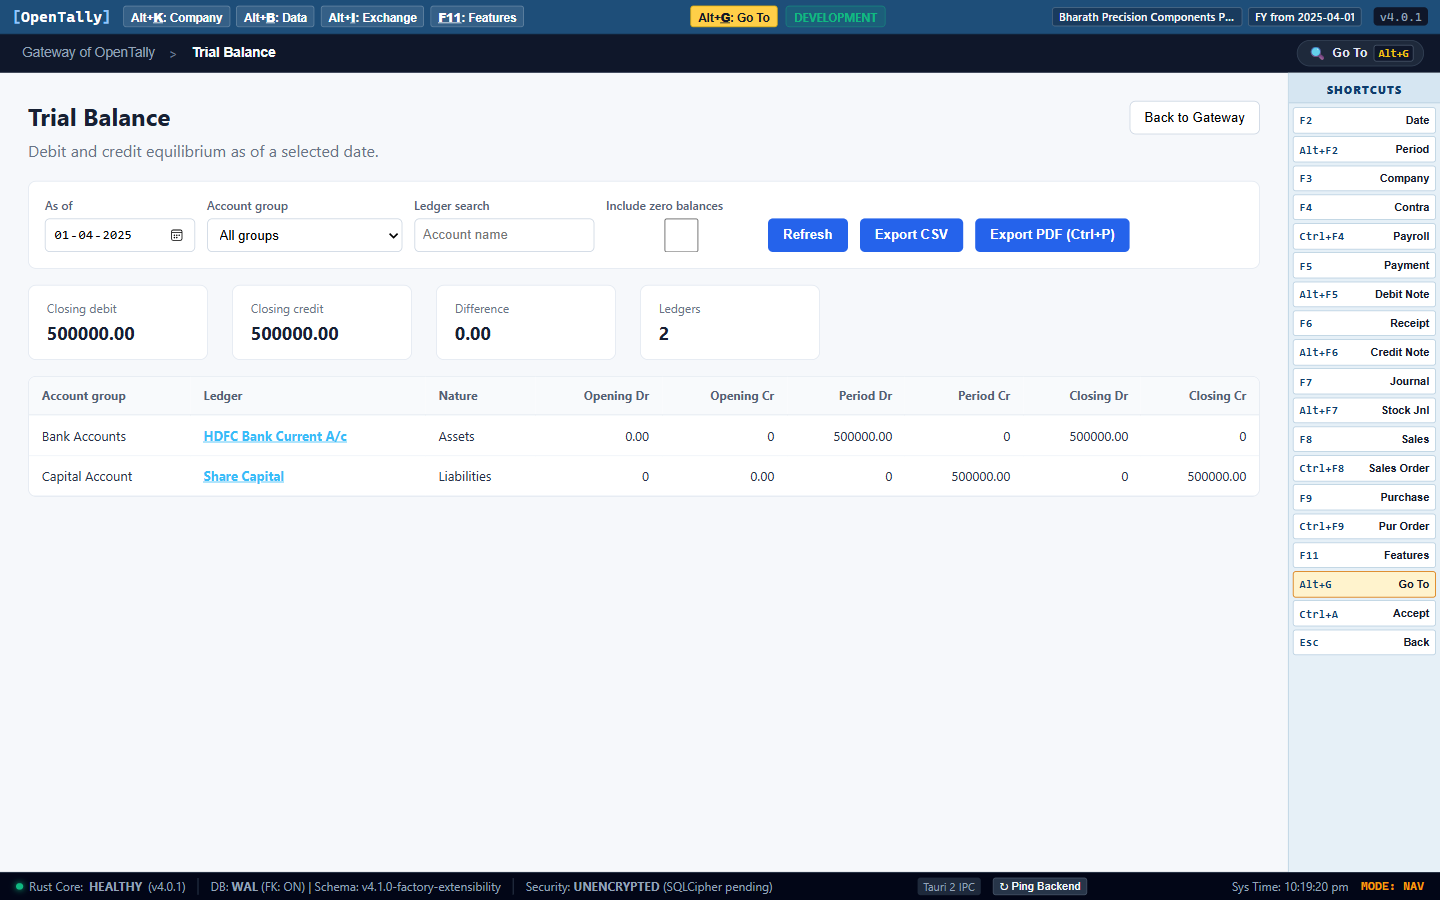 [OpenTally] Alt+K: Company Alt+B: Data Alt+I: Exchange F11: Features Alt+G: Go To DEVELOPMENT Bharath Precision Components P... FY from 2025-04-01 v4.0.1
Gateway of OpenTally > Trial Balance Go To Alt+G
Trial Balance
Back to Gateway
Debit and credit equilibrium as of a selected date.
As of Account group Ledger search Include zero balances
01-04-2025 All groups Account name Refresh Export CSV Export PDF (Ctrl+P)
Closing debit Closing credit Difference Ledgers
500000.00 500000.00 0.00 2
Account group Ledger Nature Opening Dr Opening Cr Period Dr Period Cr Closing Dr Closing Cr
Bank Accounts HDFC Bank Current A/c Assets 0.00 0 500000.00 0 500000.00 0
Capital Account Share Capital Liabilities 0 0.00 0 500000.00 0 500000.00
SHORTCUTS
F2 Date
Alt+F2 Period
F3 Company
F4 Contra
Ctrl+F4 Payroll
F5 Payment
Alt+F5 Debit Note
F6 Receipt
Alt+F6 Credit Note
F7 Journal
Alt+F7 Stock Jnl
F8 Sales
Ctrl+F8 Sales Order
F9 Purchase
Ctrl+F9 Pur Order
F11 Features
Alt+G Go To
Ctrl+A Accept
Esc Back
Rust Core: HEALTHY (v4.0.1) DB: WAL (FK: ON) | Schema: v4.1.0-factory-extensibility Security: UNENCRYPTED (SQLCipher pending) Tauri 2 IPC ↻ Ping Backend Sys Time: 10:19:20 pm MODE: NAV